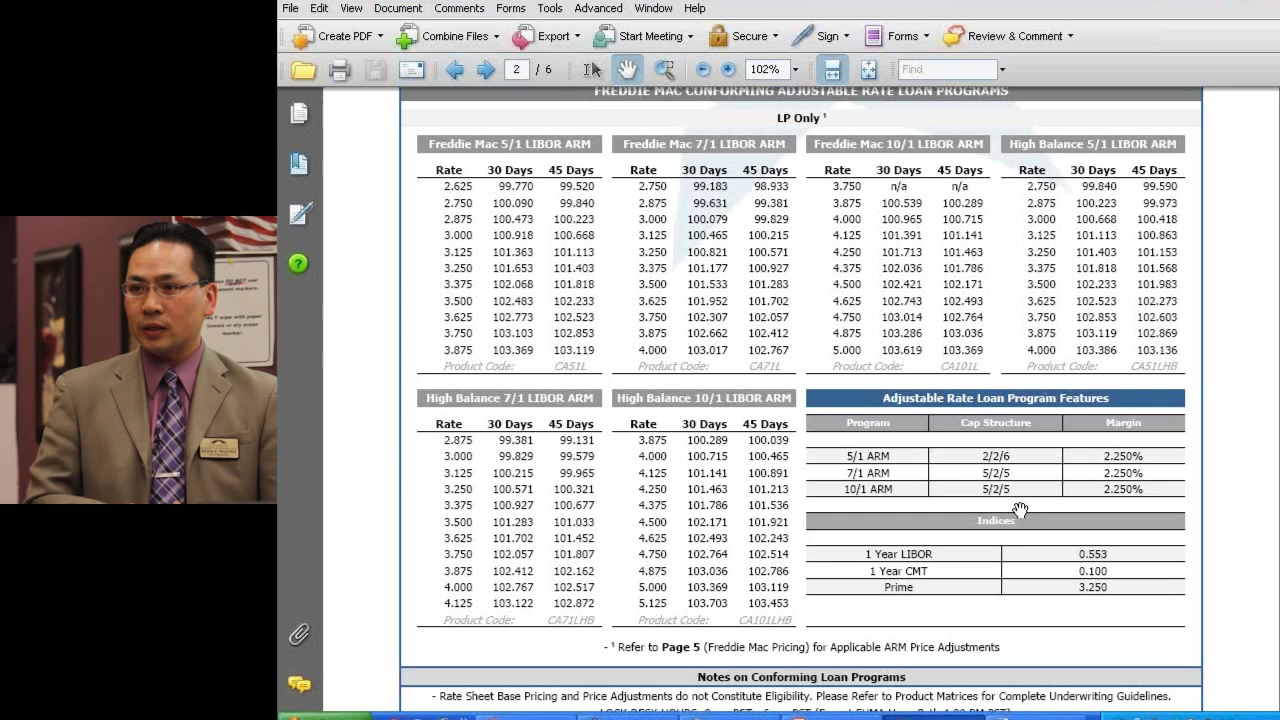 File Edit View Document Comments Forms Tools Advanced Window Help
Create PDF Combine Files Export Start Meeting Secure Sign Forms Review & Comment
2 / 6 102% Find
FREDDIE MAC CONFORMING ADJUSTABLE RATE LOAN PROGRAMS
LP Only ¹
Freddie Mac 5/1 LIBOR ARM Freddie Mac 7/1 LIBOR ARM Freddie Mac 10/1 LIBOR ARM High Balance 5/1 LIBOR ARM
Rate 30 Days 45 Days Rate 30 Days 45 Days Rate 30 Days 45 Days Rate 30 Days 45 Days
2.625 99.770 99.520 2.750 99.183 98.933 3.750 n/a n/a 2.750 99.840 99.590
2.750 100.090 99.840 2.875 99.631 99.381 3.875 100.539 100.289 2.875 100.223 99.973
2.875 100.473 100.223 3.000 100.079 99.829 4.000 100.965 100.715 3.000 100.668 100.418
3.000 100.918 100.668 3.125 100.465 100.215 4.125 101.391 101.141 3.125 101.113 100.863
3.125 101.363 101.113 3.250 100.821 100.571 4.250 101.713 101.463 3.250 101.403 101.153
3.250 101.653 101.403 3.375 101.177 100.927 4.375 102.036 101.786 3.375 101.818 101.568
3.375 102.068 101.818 3.500 101.533 101.283 4.500 102.421 102.171 3.500 102.233 101.983
3.500 102.483 102.233 3.625 101.952 101.702 4.625 102.743 102.493 3.625 102.523 102.273
3.625 102.773 102.523 3.750 102.307 102.057 4.750 103.014 102.764 3.750 102.853 102.603
3.750 103.103 102.853 3.875 102.662 102.412 4.875 103.286 103.036 3.875 103.119 102.869
3.875 103.369 103.119 4.000 103.017 102.767 5.000 103.619 103.369 4.000 103.386 103.136
Product Code: CA51L Product Code: CA71L Product Code: CA101L Product Code: CA51LHB
High Balance 7/1 LIBOR ARM High Balance 10/1 LIBOR ARM Adjustable Rate Loan Program Features
Rate 30 Days 45 Days Rate 30 Days 45 Days Program Cap Structure Margin
2.875 99.381 99.131 .375 100.289 100.039
3.000 99.829 99.579 4.000 100.715 100.465 5/1 ARM 2/2/6 2.250%
3.125 100.215 99.965 4.125 101.141 100.891 7/1 ARM 5/2/5 2.250%
3.250 100.571 100.321 4.250 101.463 101.213 10/1 ARM 5/2/5 2.250%
3.375 100.927 100.677 4.375 101.786 101.536
3.500 101.283 101.033 4.500 102.171 101.921 Indices
3.625 101.702 101.452 4.625 102.493 102.243
3.750 102.057 101.807 4.750 102.764 102.514 1 Year LIBOR 0.553
3.875 102.412 102.162 4.875 103.036 102.786 1 Year CMT 0.100
4.000 102.767 102.517 5.000 103.369 103.119 Prime 3.250
4.125 103.122 102.872 5.125 103.703 103.453
Product Code: CA71LHB Product Code: CA101LHB
- ¹ Refer to Page 5 (Freddie Mac Pricing) for Applicable ARM Price Adjustments
Notes on Conforming Loan Programs
- Rate Sheet Base Pricing and Price Adjustments do not Constitute Eligibility. Please Refer to Product Matrices for Complete Underwriting Guidelines.